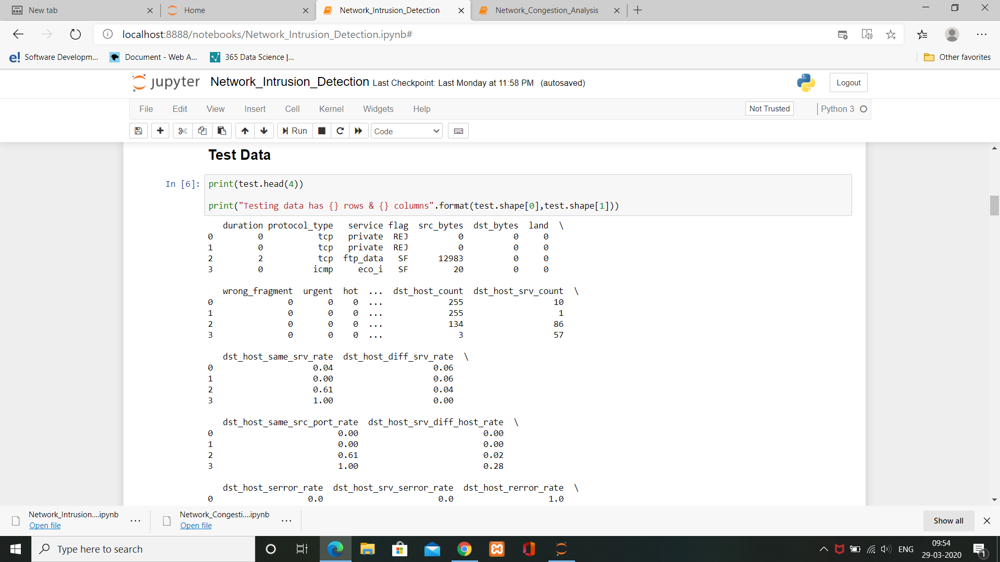 New tab
Home
Network_Intrusion_Detection
Network_Congestion_Analysis
localhost:8888/notebooks/Network_Intrusion_Detection.ipynb#
e! Software Developm...
Document - Web A...
365 Data Science |...
Other favorites
jupyter Network_Intrusion_Detection Last Checkpoint: Last Monday at 11:58 PM (autosaved)
Logout
File Edit View Insert Cell Kernel Widgets Help
Not Trusted
Python 3
Run
Code
Test Data
In [6]: print(test.head(4))
print("Testing data has {} rows & {} columns".format(test.shape[0],test.shape[1]))
duration protocol_type service flag src_bytes dst_bytes land \
0 0 tcp private REJ 0 0 0
1 0 tcp private REJ 0 0 0
2 2 tcp ftp_data SF 12983 0 0
3 0 icmp eco_i SF 20 0 0
wrong_fragment urgent hot ... dst_host_count dst_host_srv_count \
0 0 0 0 ... 255 10
1 0 0 0 ... 255 1
2 0 0 0 ... 134 86
3 0 0 0 ... 3 57
dst_host_same_srv_rate dst_host_diff_srv_rate \
0 0.04 0.06
1 0.00 0.06
2 0.61 0.04
3 1.00 0.00
dst_host_same_src_port_rate dst_host_srv_diff_host_rate \
0 0.00 0.00
1 0.00 0.00
2 0.61 0.02
3 1.00 0.28
dst_host_serror_rate dst_host_srv_serror_rate dst_host_rerror_rate \
0 0.0 0.0 1.0
Network_Intrusion....ipynb
Open file
Network_Congesti....ipynb
Open file
Show all
Type here to search
ENG
09:54
29-03-2020
1